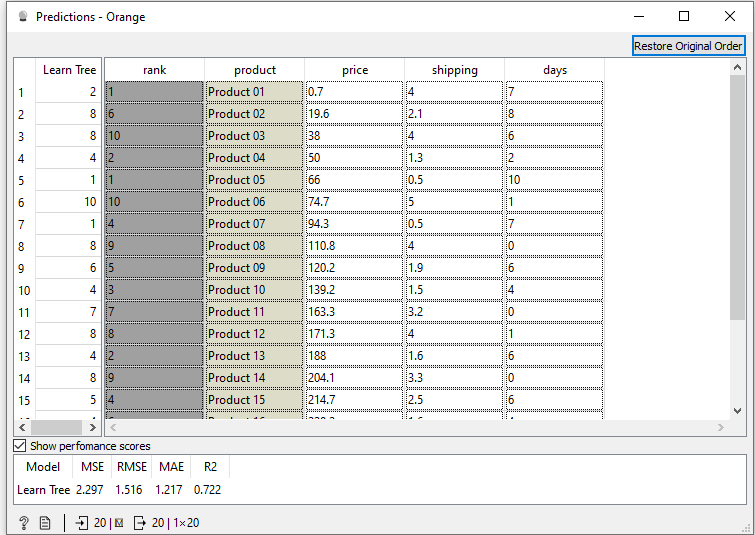 Predictions - Orange
Restore Original Order
Learn Tree rank product price shipping days
1 2 1 Product 01 0.7 4 7
2 8 6 Product 02 19.6 2.1 8
3 8 10 Product 03 38 4 6
4 4 2 Product 04 50 1.3 2
5 1 1 Product 05 66 0.5 10
6 10 10 Product 06 74.7 5 1
7 1 4 Product 07 94.3 0.5 7
8 8 9 Product 08 110.8 4 0
9 6 5 Product 09 120.2 1.9 6
10 4 3 Product 10 139.2 1.5 4
11 7 7 Product 11 163.3 3.2 0
12 8 8 Product 12 171.3 4 1
13 4 2 Product 13 188 1.6 6
14 8 9 Product 14 204.1 3.3 0
15 5 4 Product 15 214.7 2.5 6
Show perfomance scores
Model MSE RMSE MAE R2
Learn Tree 2.297 1.516 1.217 0.722
? 20 | 20 | 1×20